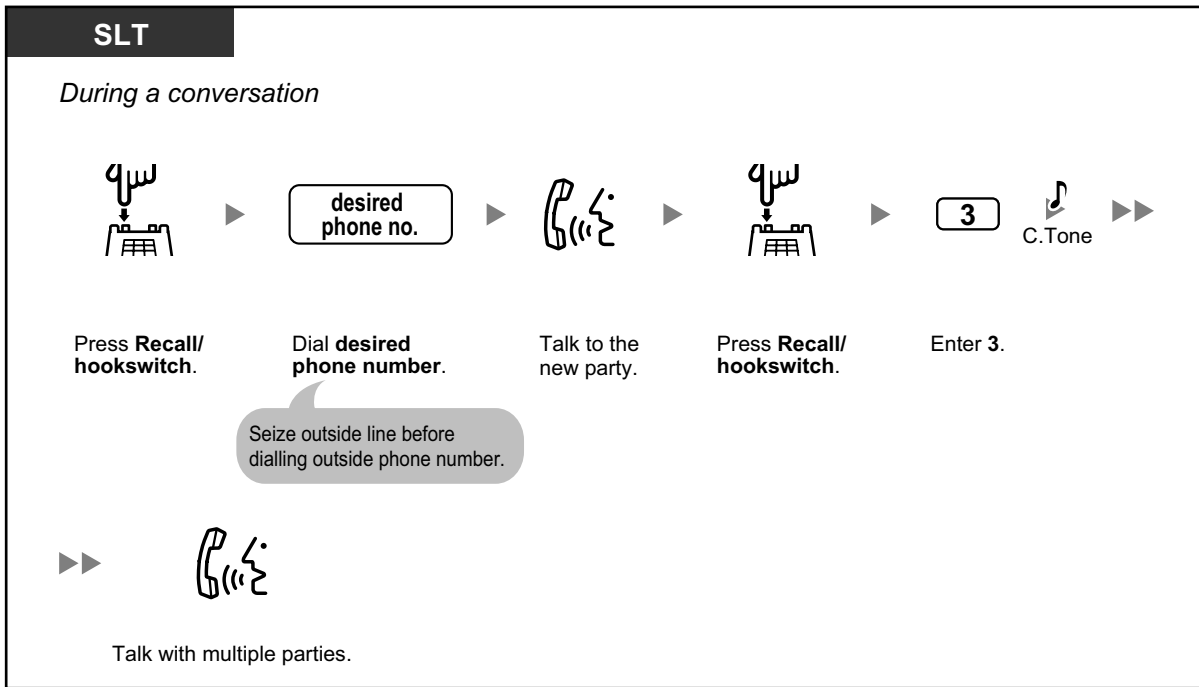 SLT
During a conversation
desired
phone no.
3
C.Tone
Press Recall/
hookswitch.
Dial desired
phone number.
Talk to the
new party.
Press Recall/
hookswitch.
Enter 3.
Seize outside line before
dialling outside phone number.
Talk with multiple parties.